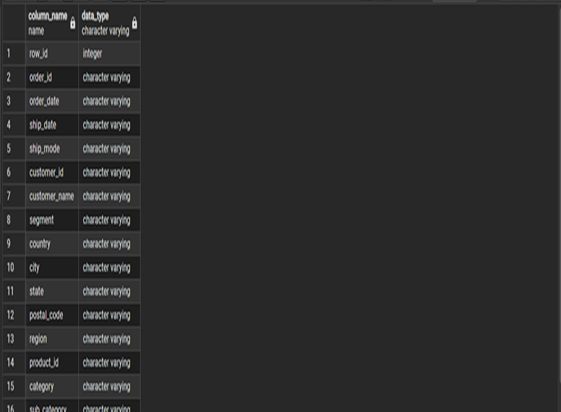 column_name data_type
name character varying
1 row_id integer
2 order_id character varying
3 order_date character varying
4 ship_date character varying
5 ship_mode character varying
6 customer_id character varying
7 customer_name character varying
8 segment character varying
9 country character varying
10 city character varying
11 state character varying
12 postal_code character varying
13 region character varying
14 product_id character varying
15 category character varying
16 sub_category character varying